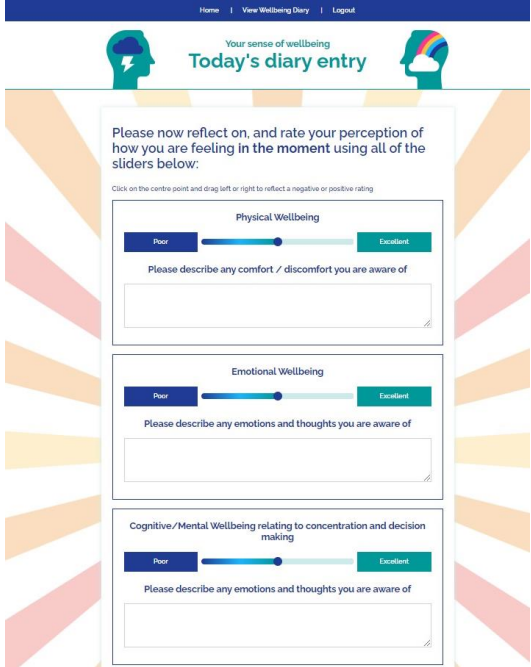 Home | View Wellbeing Diary | Logout
Your sense of wellbeing
Today's diary entry
Please now reflect on, and rate your perception of
how you are feeling in the moment using all of the
sliders below:
Click on the centre point and drag left or right to reflect a negative or positive rating
Physical Wellbeing
Poor Excellent
Please describe any comfort / discomfort you are aware of
Emotional Wellbeing
Poor Excellent
Please describe any emotions and thoughts you are aware of
Cognitive/Mental Wellbeing relating to concentration and decision
making
Poor Excellent
Please describe any emotions and thoughts you are aware of